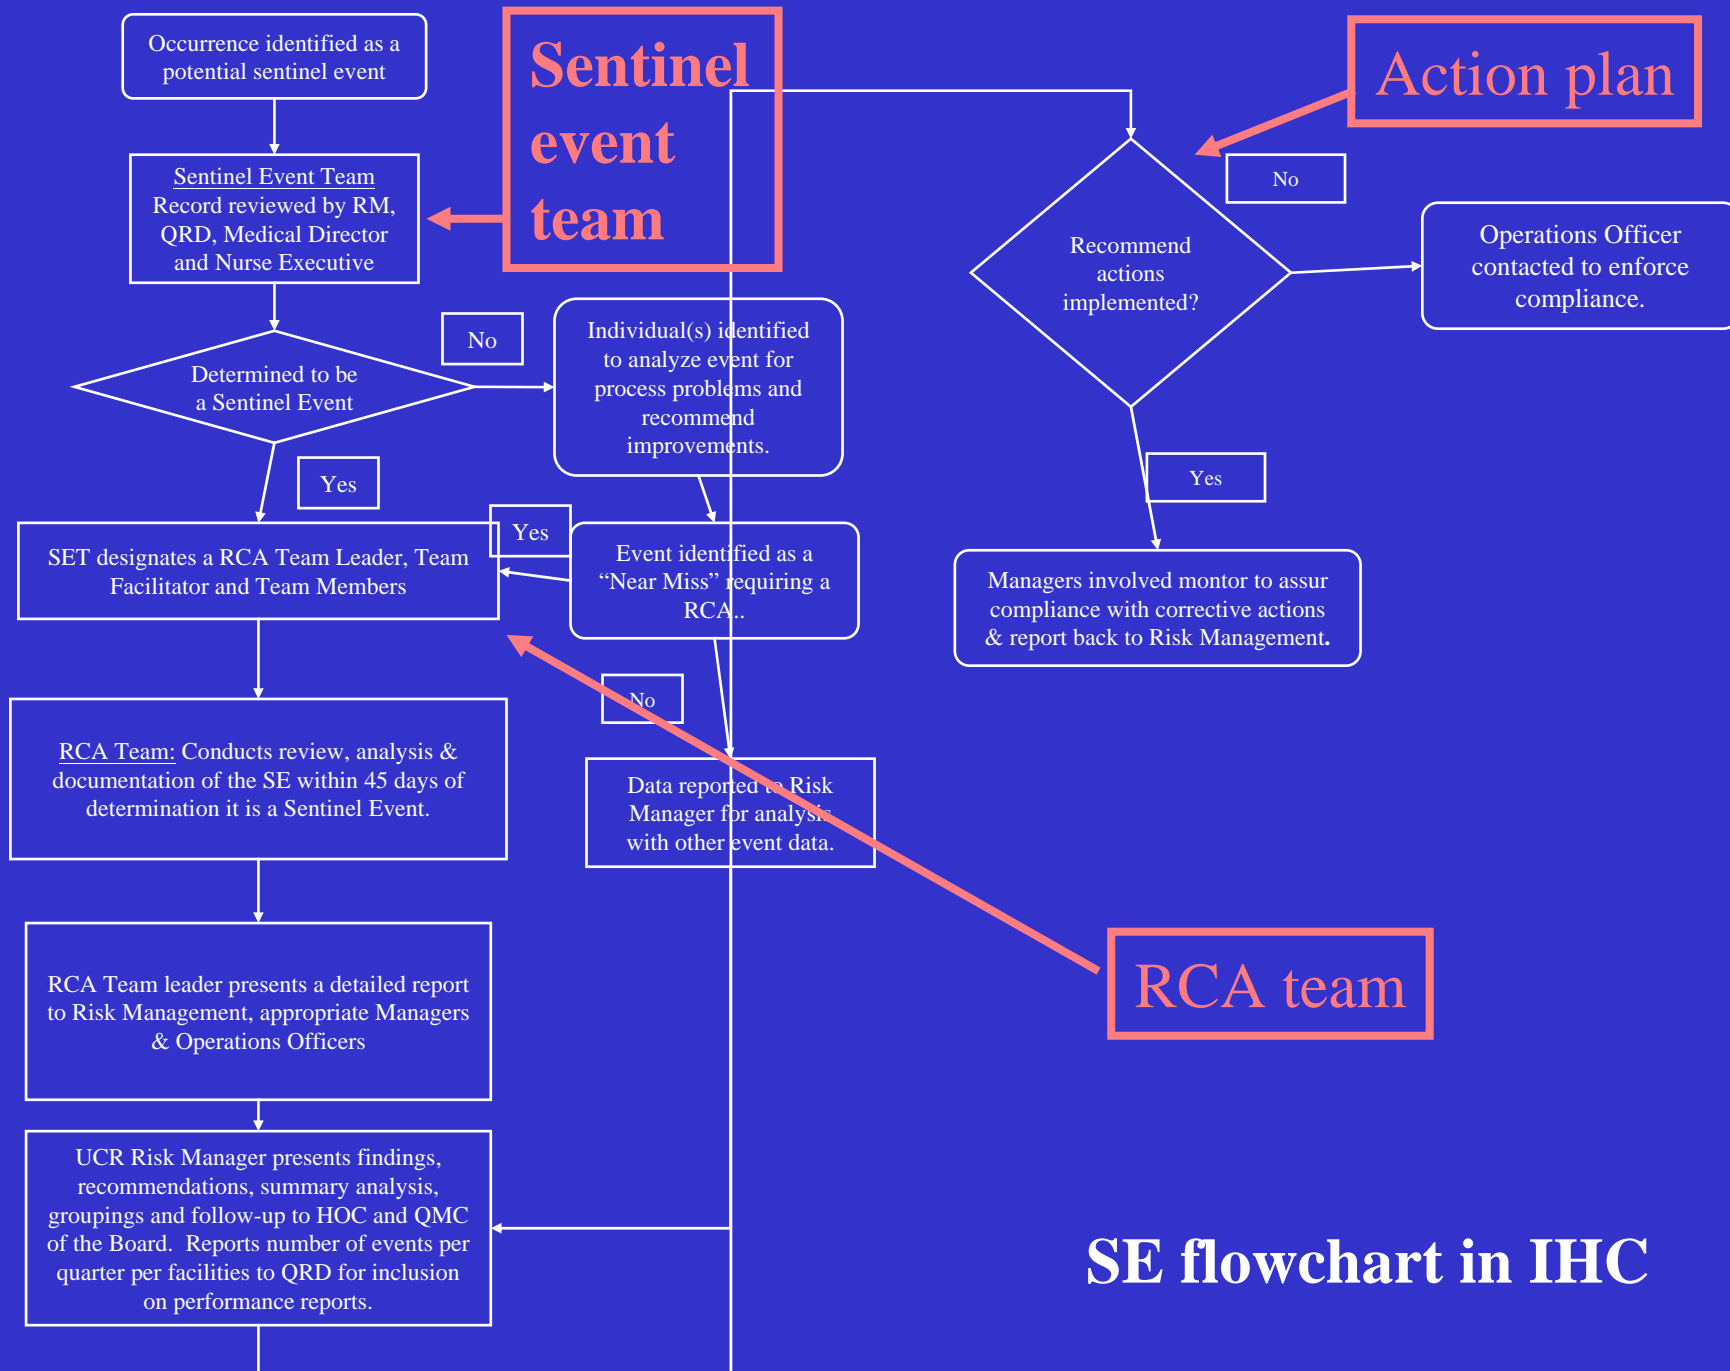 Occurrence identified as a
potential sentinel event
Sentinel
event
team
Action plan
Sentinel Event Team
Record reviewed by RM,
QRD, Medical Director
and Nurse Executive
No
Recommend
actions
implemented?
Operations Officer
contacted to enforce
compliance.
Determined to be
a Sentinel Event
No
Individual(s) identified
to analyze event for
process problems and
recommend
improvements.
Yes
Yes
SET designates a RCA Team Leader, Team
Facilitator and Team Members
Yes
Event identified as a
“Near Miss” requiring a
RCA..
Managers involved montor to assur
compliance with corrective actions
& report back to Risk Management.
No
RCA Team: Conducts review, analysis &
documentation of the SE within 45 days of
determination it is a Sentinel Event.
Data reported to Risk
Manager for analysis
with other event data.
RCA team
RCA Team leader presents a detailed report
to Risk Management, appropriate Managers
& Operations Officers
UCR Risk Manager presents findings,
recommendations, summary analysis,
groupings and follow-up to HOC and QMC
of the Board.  Reports number of events per
quarter per facilities to QRD for inclusion
on performance reports.
SE flowchart in IHC